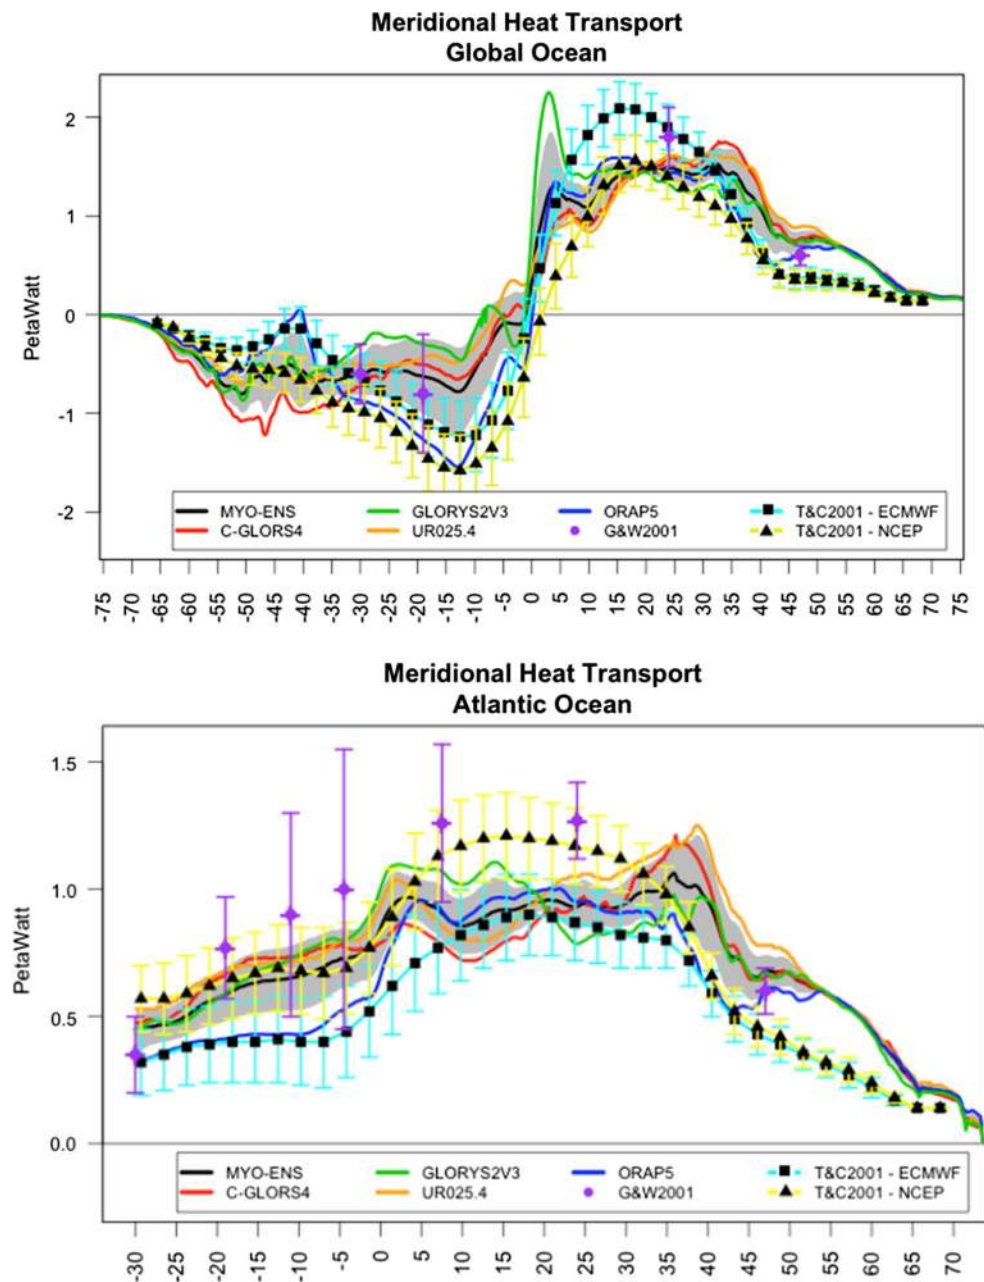 Meridional Heat Transport
Global Ocean
PetaWatt
2
1
0
-1
-2
MYO-ENS GLORYS2V3 ORAP5 T&C2001 - ECMWF
C-GLORS4 UR025.4 G&W2001 T&C2001 - NCEP
-75 -70 -65 -60 -55 -50 -45 -40 -35 -30 -25 -20 -15 -10 -5 0 5 10 15 20 25 30 35 40 45 50 55 60 65 70 75
Meridional Heat Transport
Atlantic Ocean
PetaWatt
1.5
1.0
0.5
0.0
MYO-ENS GLORYS2V3 ORAP5 T&C2001 - ECMWF
C-GLORS4 UR025.4 G&W2001 T&C2001 - NCEP
-30 -25 -20 -15 -10 -5 0 5 10 15 20 25 30 35 40 45 50 55 60 65 70